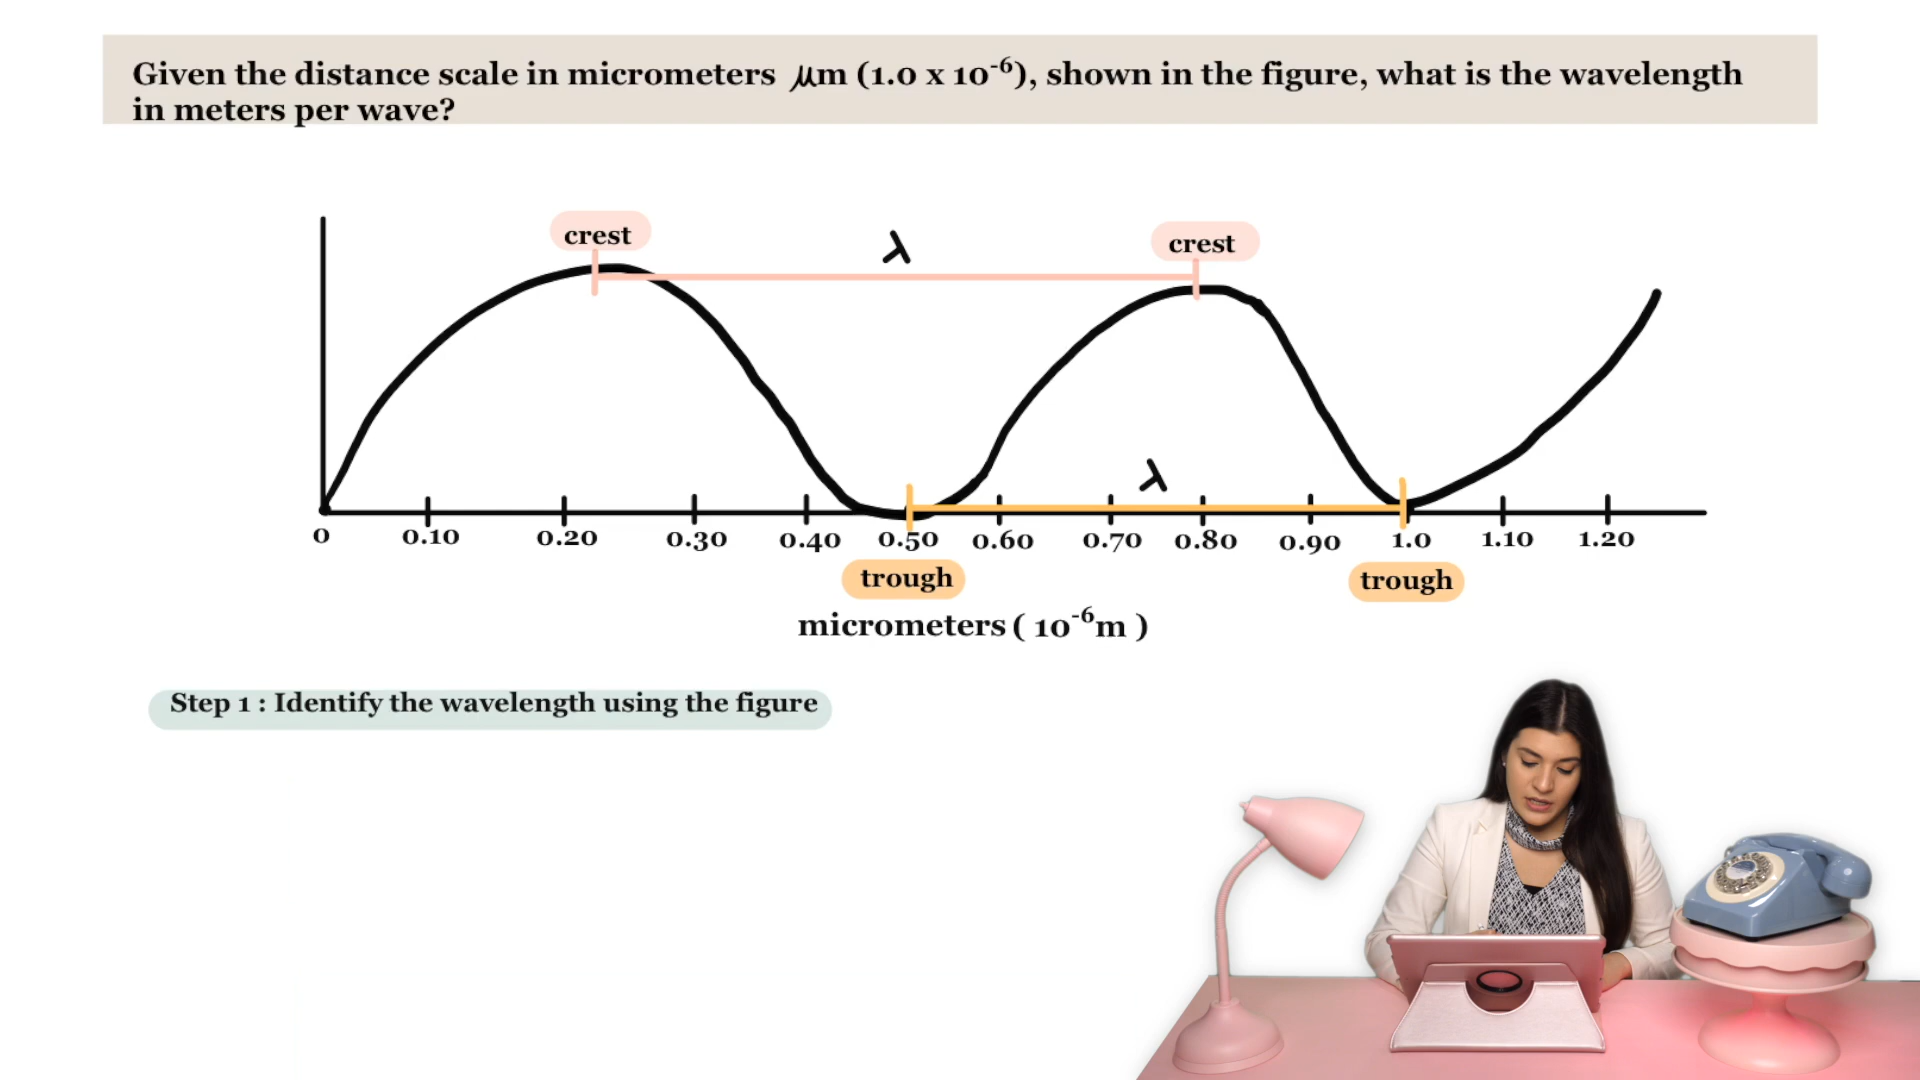 Given the distance scale in micrometers μm (1.0 x 10⁻⁶), shown in the figure, what is the wavelength
in meters per wave?
crest
λ
crest
λ
0 0.10 0.20 0.30 0.40 0.50 0.60 0.70 0.80 0.90 1.0 1.10 1.20
trough
trough
micrometers ( 10⁻⁶m )
Step 1 : Identify the wavelength using the figure